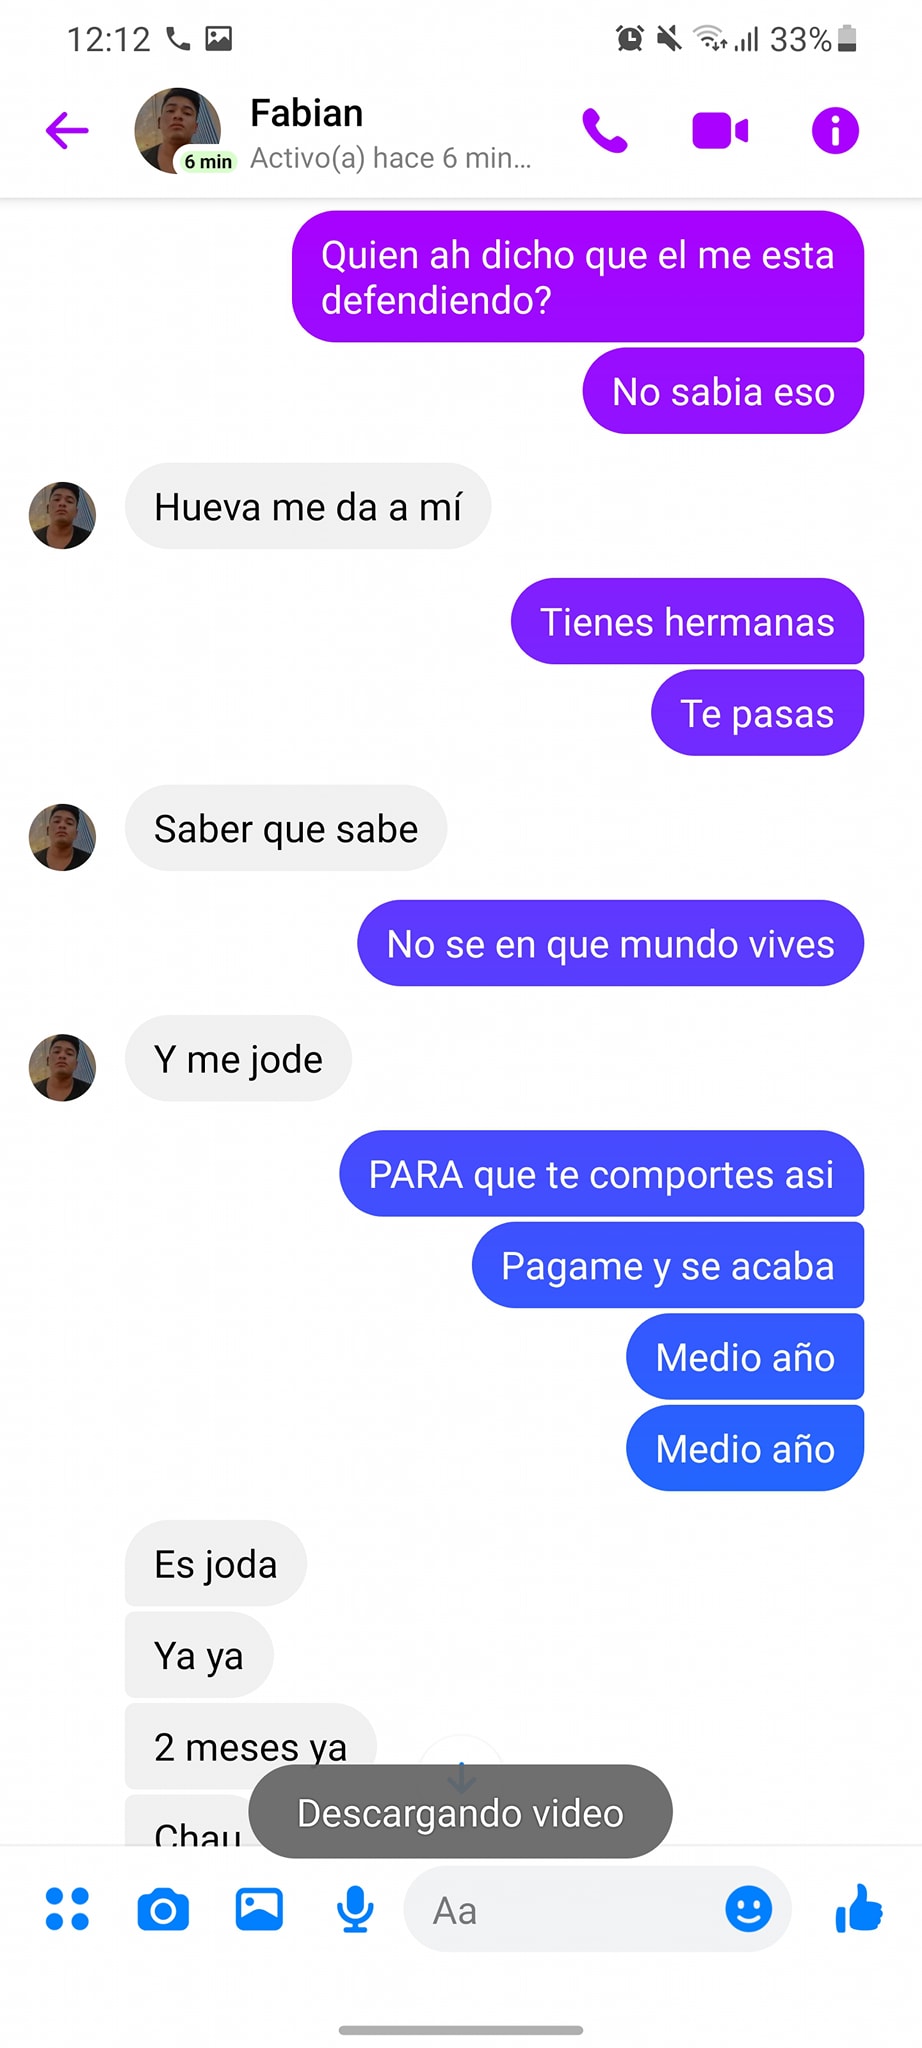 12:12 33%
Fabian
6 min Activo(a) hace 6 min...
Quien ah dicho que el me esta
defendiendo?
No sabia eso
Hueva me da a mí
Tienes hermanas
Te pasas
Saber que sabe
No se en que mundo vives
Y me jode
PARA que te comportes asi
Pagame y se acaba
Medio año
Medio año
Es joda
Ya ya
2 meses ya
Chau
Descargando video
Aa